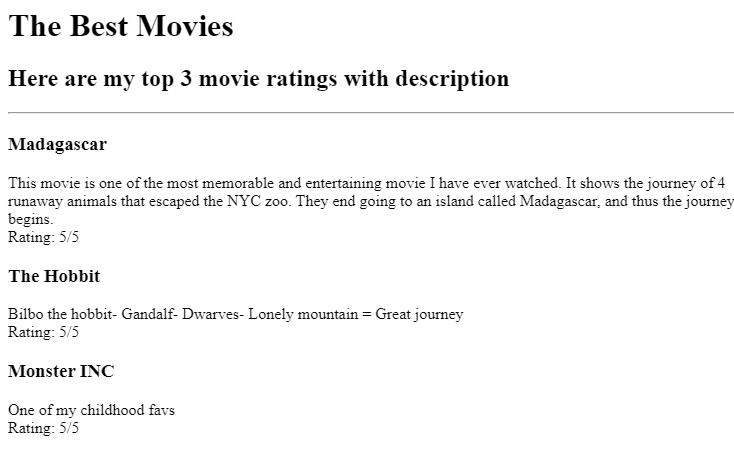 The Best Movies
Here are my top 3 movie ratings with description
Madagascar
This movie is one of the most memorable and entertaining movie I have ever watched. It shows the journey of 4
runaway animals that escaped the NYC zoo. They end going to an island called Madagascar, and thus the journey
begins.
Rating: 5/5
The Hobbit
Bilbo the hobbit- Gandalf- Dwarves- Lonely mountain = Great journey
Rating: 5/5
Monster INC
One of my childhood favs
Rating: 5/5